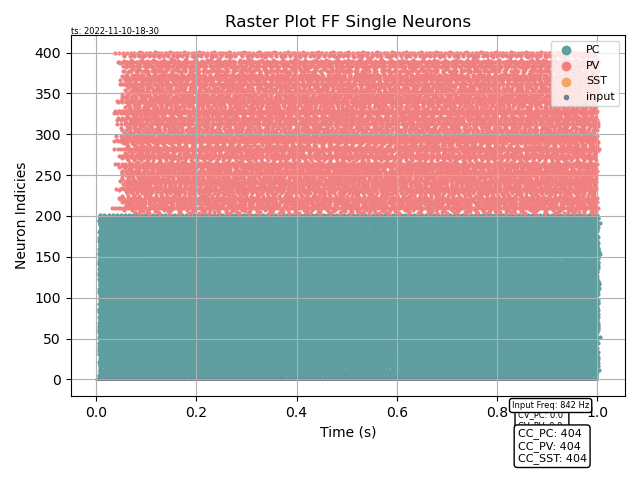 Raster Plot FF Single Neurons
ts: 2022-11-10-18-30
PC
PV
SST
input
Neuron Indicies
400
350
300
250
200
150
100
50
0
0.0 0.2 0.4 0.6 0.8 1.0
Time (s)
Input Freq: 842 Hz
CV_PC: 0.0
CC_PC: 404
CC_PV: 404
CC_SST: 404